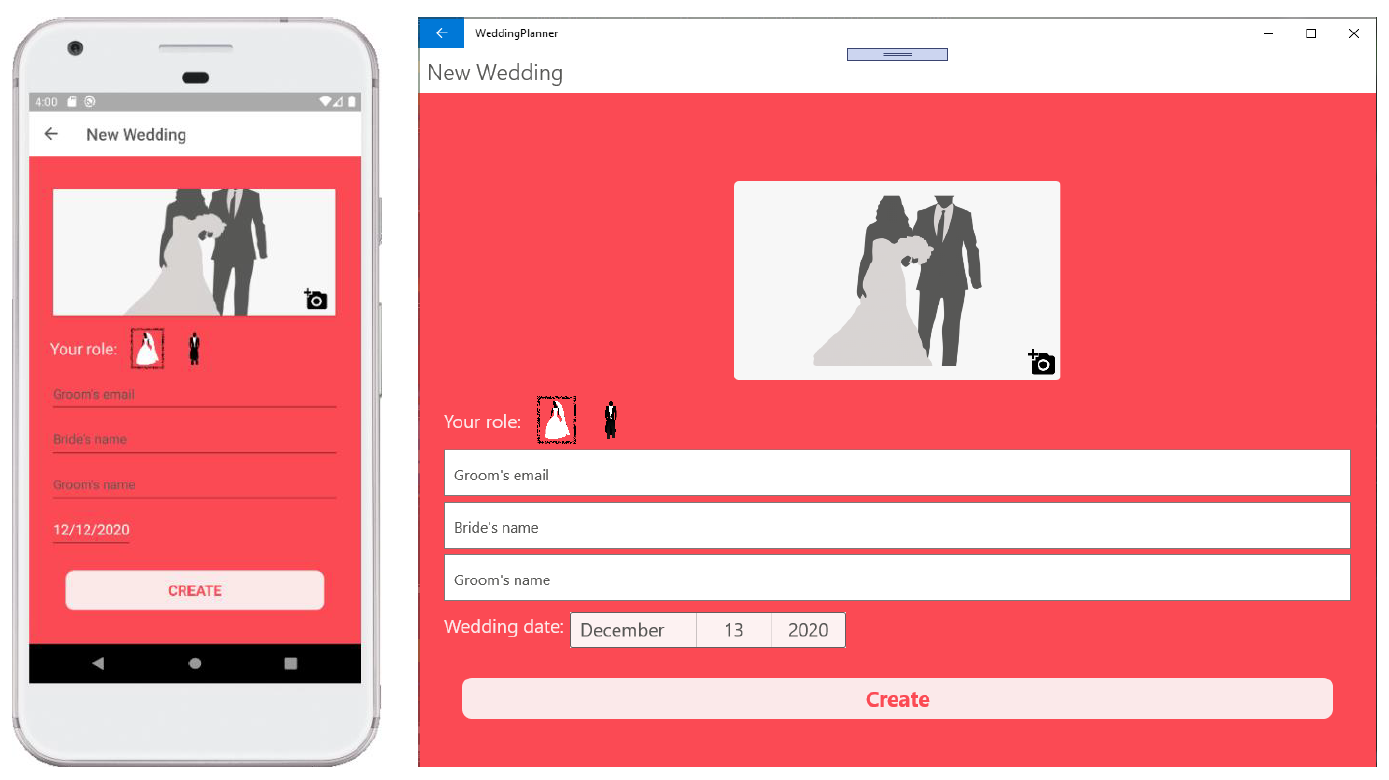 4:00
New Wedding
Your role:
Groom's email
Bride's name
Groom's name
12/12/2020
CREATE
WeddingPlanner
New Wedding
Your role:
Groom's email
Bride's name
Groom's name
Wedding date: December 13 2020
Create